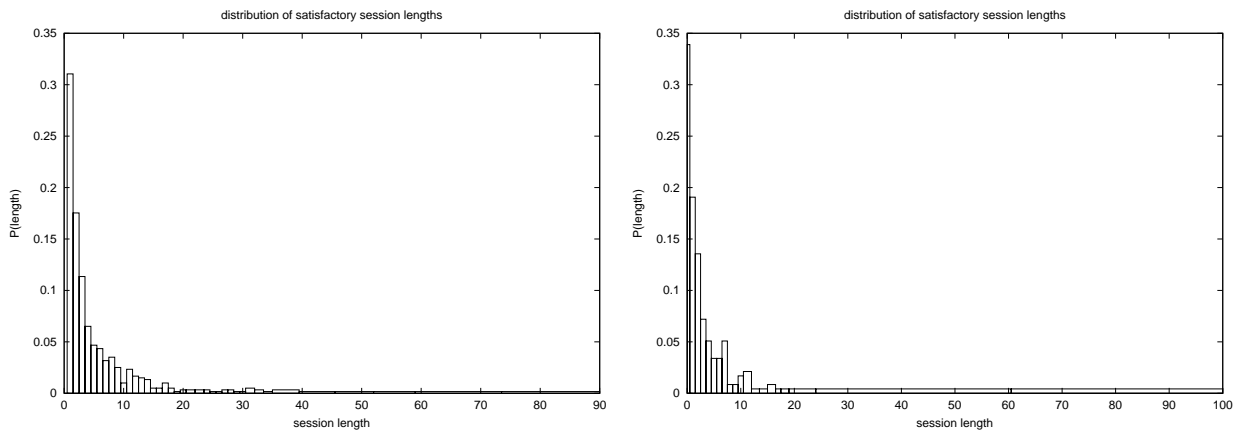 distribution of satisfactory session lengths
0.35
0.3
0.25
0.2
0.15
0.1
0.05
0
P(length)
0 10 20 30 40 50 60 70 80 90
session length
distribution of satisfactory session lengths
0.35
0.3
0.25
0.2
0.15
0.1
0.05
0
P(length)
0 10 20 30 40 50 60 70 80 90 100
session length